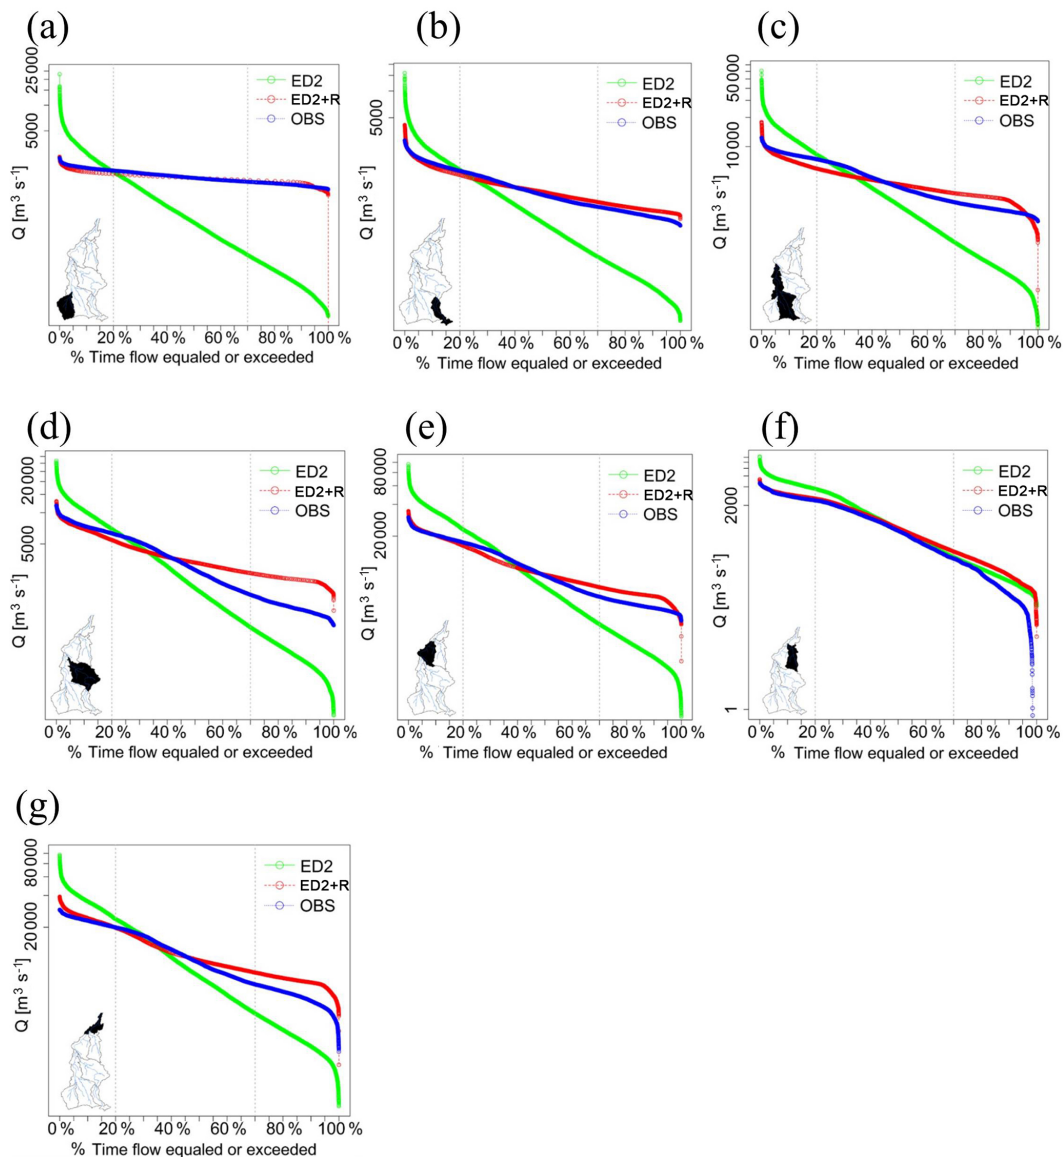 (a)
25000
5000
Q [m³ s⁻¹]
ED2
ED2+R
OBS
0 % 20 % 40 % 60 % 80 % 100 %
% Time flow equaled or exceeded
(b)
5000
Q [m³ s⁻¹]
ED2
ED2+R
OBS
0 % 20 % 40 % 60 % 80 % 100 %
% Time flow equaled or exceeded
(c)
50000
10000
Q [m³ s⁻¹]
ED2
ED2+R
OBS
0 % 20 % 40 % 60 % 80 % 100 %
% Time flow equaled or exceeded
(d)
20000
5000
Q [m³ s⁻¹]
ED2
ED2+R
OBS
0 % 20 % 40 % 60 % 80 % 100 %
% Time flow equaled or exceeded
(e)
80000
20000
Q [m³ s⁻¹]
ED2
ED2+R
OBS
0 % 20 % 40 % 60 % 80 % 100 %
% Time flow equaled or exceeded
(f)
2000
1
Q [m³ s⁻¹]
ED2
ED2+R
OBS
0 % 20 % 40 % 60 % 80 % 100 %
% Time flow equaled or exceeded
(g)
80000
20000
Q [m³ s⁻¹]
ED2
ED2+R
OBS
0 % 20 % 40 % 60 % 80 % 100 %
% Time flow equaled or exceeded